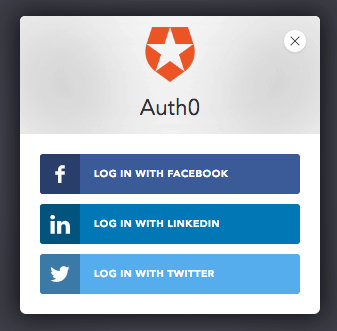 Auth0
LOG IN WITH FACEBOOK
LOG IN WITH LINKEDIN
LOG IN WITH TWITTER